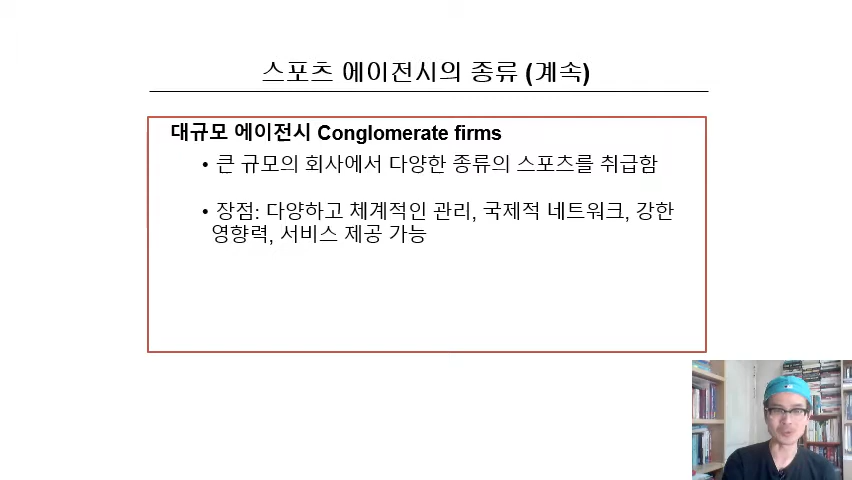 스포츠 에이전시의 종류 (계속)
대규모 에이전시 Conglomerate firms
• 큰 규모의 회사에서 다양한 종류의 스포츠를 취급함
• 장점: 다양하고 체계적인 관리, 국제적 네트워크, 강한
영향력, 서비스 제공 가능